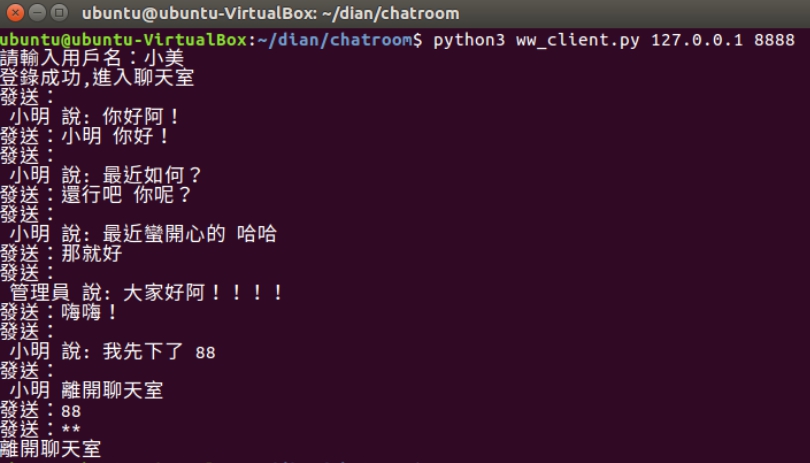 ubuntu@ubuntu-VirtualBox: ~/dian/chatroom
ubuntu@ubuntu-VirtualBox:~/dian/chatroom$ python3 ww_client.py 127.0.0.1 8888
請輸入用戶名：小美
登錄成功,進入聊天室
發送：
小明 說: 你好阿！
發送：小明 你好！
發送：
小明 說: 最近如何？
發送：還行吧 你呢？
發送：
小明 說: 最近蠻開心的 哈哈
發送：那就好
發送：
管理員 說: 大家好阿！！！！
發送：嗨嗨！
發送：
小明 說: 我先下了 88
發送：
小明 離開聊天室
發送：88
發送：**
離開聊天室